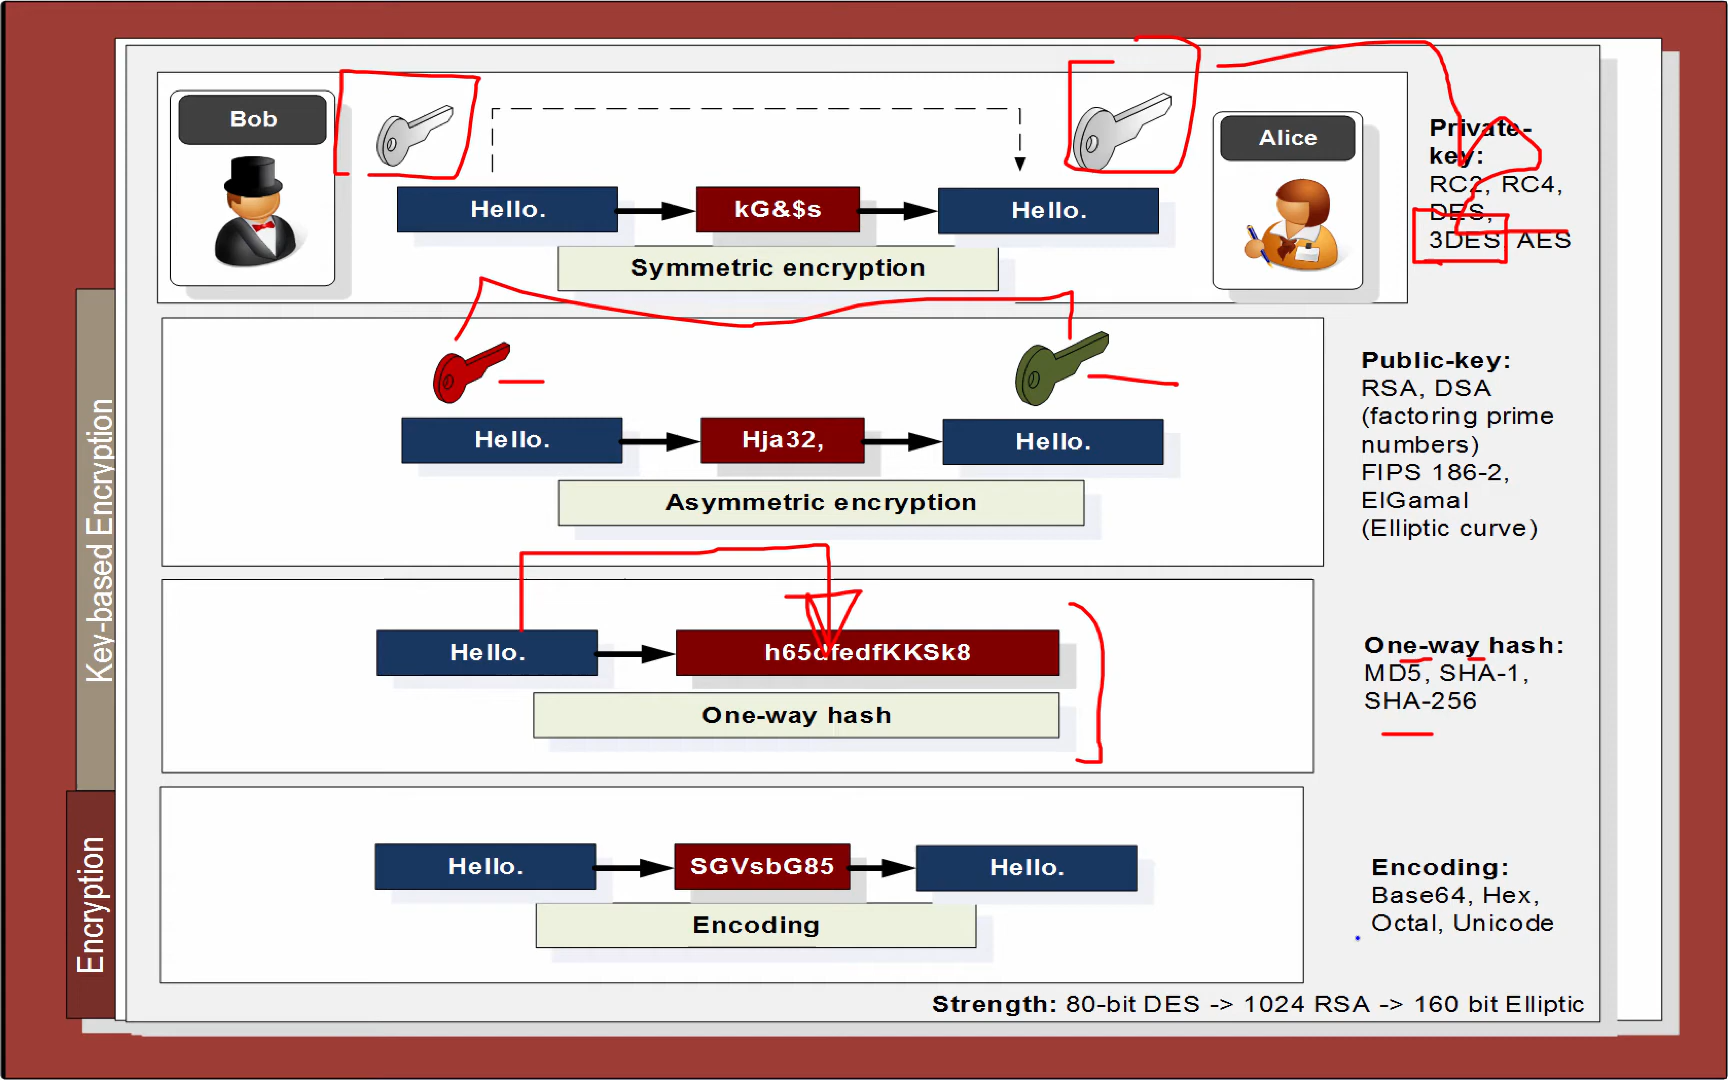 Bob
Alice
Hello.
kG&$s
Hello.
Symmetric encryption
Private-
key:
RC2, RC4,
DES,
3DES, AES
Hello.
Hja32,
Hello.
Asymmetric encryption
Public-key:
RSA, DSA
(factoring prime
numbers)
FIPS 186-2,
ElGamal
(Elliptic curve)
Hello.
h65dfedfKKSk8
One-way hash
One-way hash:
MD5, SHA-1,
SHA-256
Hello.
SGVsbG85
Hello.
Encoding
Encoding:
Base64, Hex,
Octal, Unicode
Strength: 80-bit DES -> 1024 RSA -> 160 bit Elliptic
Key-based Encryption
Encryption